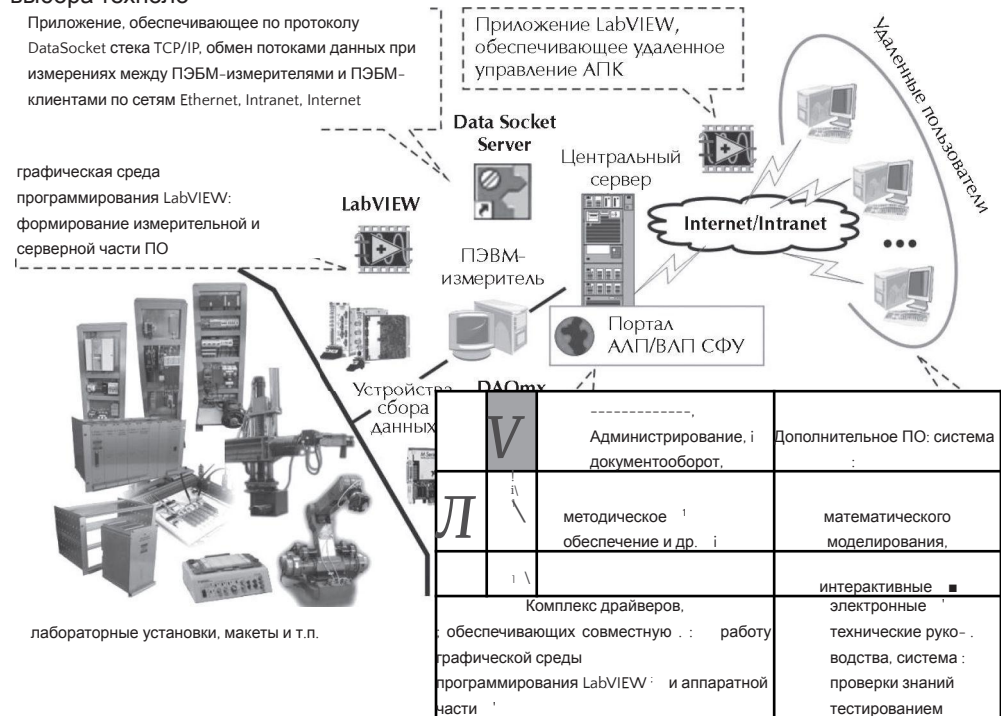 выбора техноло
Приложение, обеспечивающее по протоколу
DataSocket стека TCP/IP, обмен потоками данных при
измерениях между ПЭБМ-измерителями и ПЭБМ-
клиентами по сетям Ethernet, Intranet, Internet
Приложение LabVIEW,
обеспечивающее удаленное
управление АПК
Удаленные пользователи
Data Socket
Server
Центральный
сервер
графическая среда
программирования LabVIEW:
формирование измерительной и
серверной части ПО
LabVIEW
Internet/Intranet
ПЭВМ-
измеритель
Портал
АЛП/ВЛП СФУ
Устройства
сбора
данных
DAQmx
V
Администрирование, i
документооборот,
Дополнительное ПО: система
:
Л
методическое '
обеспечение и др. i
математического
моделирования,
интерактивные ■
лабораторные установки, макеты и т.п.
Комплекс драйверов,
; обеспечивающих совместную . : работу
графической среды
программирования LabVIEW : и аппаратной
части '
электронные '
технические руко- .
водства, система :
проверки знаний
тестированием